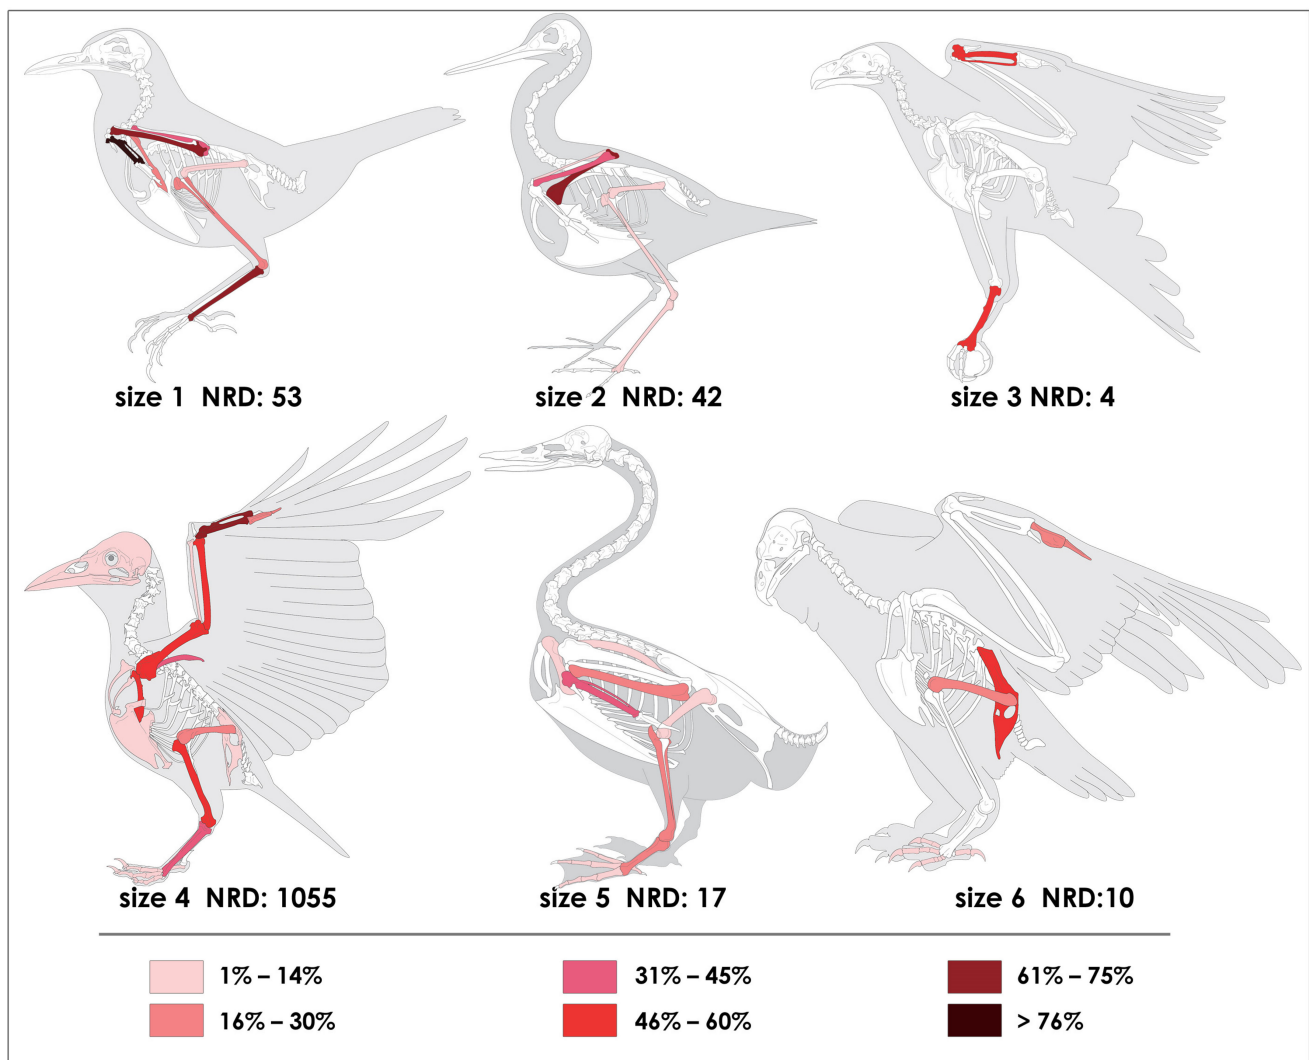 size 1 NRD: 53
size 2 NRD: 42
size 3 NRD: 4
size 4 NRD: 1055
size 5 NRD: 17
size 6 NRD:10
1% – 14%
31% – 45%
61% – 75%
16% – 30%
46% – 60%
> 76%